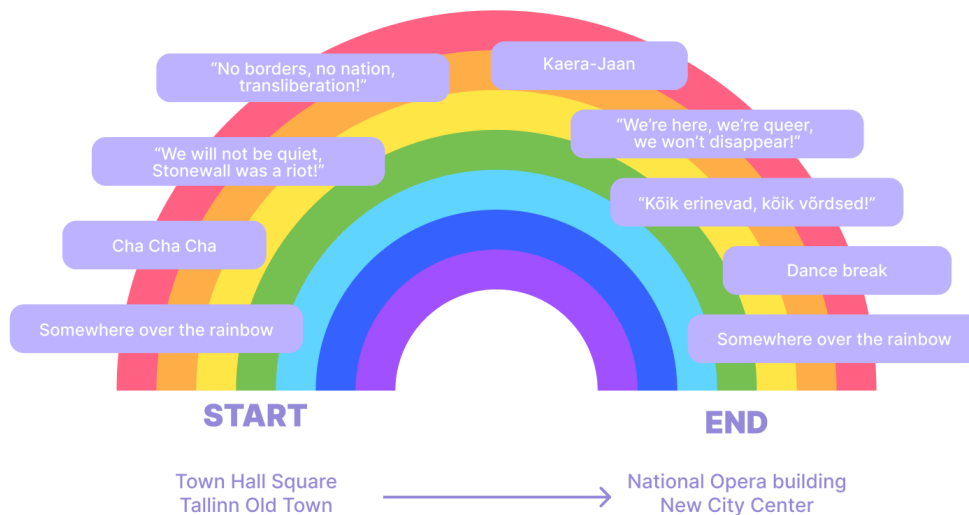 “No borders, no nation,
transliberation!”
Kaera-Jaan
“We’re here, we’re queer,
we won’t disappear!”
“We will not be quiet,
Stonewall was a riot!”
“Kõik erinevad, kõik võrdsed!”
Cha Cha Cha
Dance break
Somewhere over the rainbow
Somewhere over the rainbow
START
END
Town Hall Square
Tallinn Old Town
National Opera building
New City Center